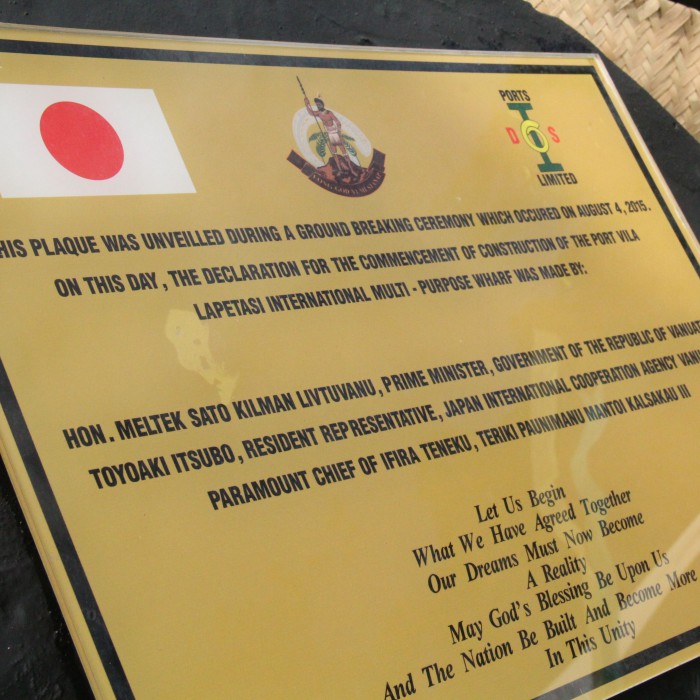 PORTS
D S
LIMITED
HIS PLAQUE WAS UNVEILLED DURING A GROUND BREAKING CEREMONY WHICH OCCURED ON AUGUST 4, 2015.
ON THIS DAY, THE DECLARATION FOR THE COMMENCEMENT OF CONSTRUCTION OF THE PORT VILA
LAPETASI INTERNATIONAL MULTI - PURPOSE WHARF WAS MADE BY:
HON. MELTEK SATO KILMAN LIVTUVANU, PRIME MINISTER, GOVERNMENT OF THE REPUBLIC OF VANUAT
TOYOAKI ITSUBO, RESIDENT REPRESENTATIVE, JAPAN INTERNATIONAL COOPERATION AGENCY VANU
PARAMOUNT CHIEF OF IFIRA TENEKU, TERIKI PAUNIMANU MANTOI KALSAKAU III
Let Us Begin
What We Have Agreed Together
Our Dreams Must Now Become
A Reality
May God's Blessing Be Upon Us
And The Nation Be Built And Become More
In This Unity